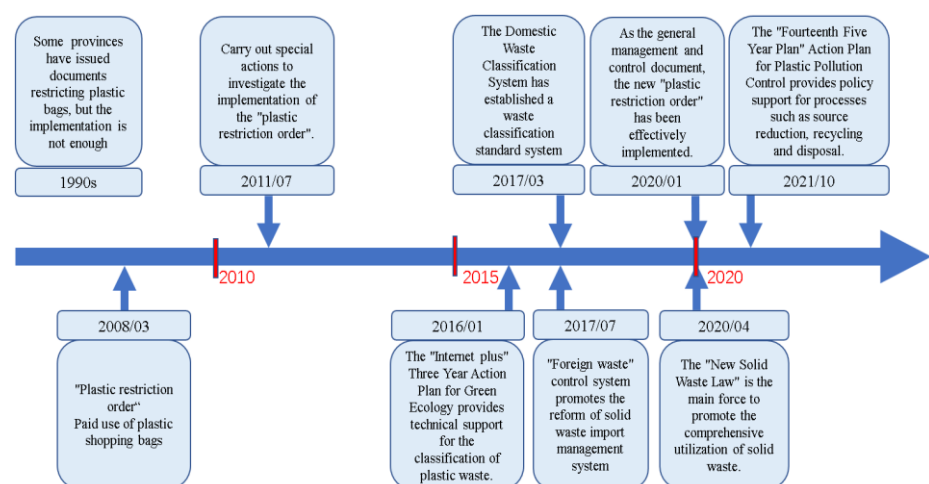 Some provinces
have issued
documents
restricting plastic
bags, but the
implementation is
not enough
1990s
Carry out special
actions to
investigate the
implementation of
the "plastic
restriction order".
2011/07
The Domestic
Waste
Classification
System has
established a
waste
classification
standard system
2017/03
As the general
management and
control document,
the new "plastic
restriction order"
has been
effectively
implemented.
2020/01
The "Fourteenth Five
Year Plan" Action Plan
for Plastic Pollution
Control provides policy
support for processes
such as source
reduction, recycling
and disposal.
2021/10
2010
2015
2020
2008/03
"Plastic restriction
order“
Paid use of plastic
shopping bags
2016/01
The "Internet plus"
Three Year Action
Plan for Green
Ecology provides
technical support
for the
classification of
plastic waste.
2017/07
"Foreign waste"
control system
promotes the
reform of solid
waste import
management
system
2020/04
The "New Solid
Waste Law" is the
main force to
promote the
comprehensive
utilization of solid
waste.